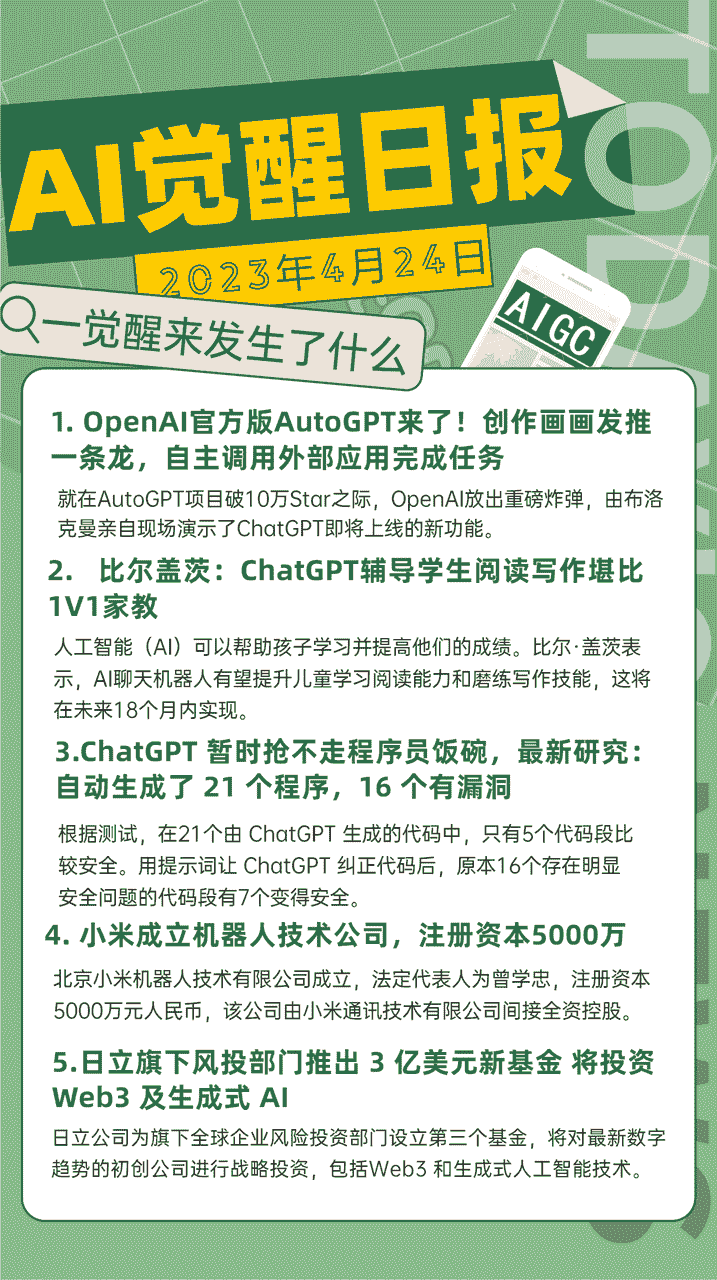 AI觉醒日报
2023年4月24日
一觉醒来发生了什么
AIGC
TODAY'S NEWS
1. OpenAI官方版AutoGPT来了！创作画画发推
一条龙，自主调用外部应用完成任务
就在AutoGPT项目破10万Star之际，OpenAI放出重磅炸弹，由布洛
克曼亲自现场演示了ChatGPT即将上线的新功能。
2. 比尔盖茨：ChatGPT辅导学生阅读写作堪比
1V1家教
人工智能（AI）可以帮助孩子学习并提高他们的成绩。比尔·盖茨表
示，AI聊天机器人有望提升儿童学习阅读能力和磨练写作技能，这将
在未来18个月内实现。
3.ChatGPT 暂时抢不走程序员饭碗，最新研究：
自动生成了 21 个程序，16 个有漏洞
根据测试，在21个由 ChatGPT 生成的代码中，只有5个代码段比
较安全。用提示词让 ChatGPT 纠正代码后，原本16个存在明显
安全问题的代码段有7个变得安全。
4. 小米成立机器人技术公司，注册资本5000万
北京小米机器人技术有限公司成立，法定代表人为曾学忠，注册资本
5000万元人民币，该公司由小米通讯技术有限公司间接全资控股。
5.日立旗下风投部门推出 3 亿美元新基金 将投资
Web3 及生成式 AI
日立公司为旗下全球企业风险投资部门设立第三个基金，将对最新数字
趋势的初创公司进行战略投资，包括Web3 和生成式人工智能技术。